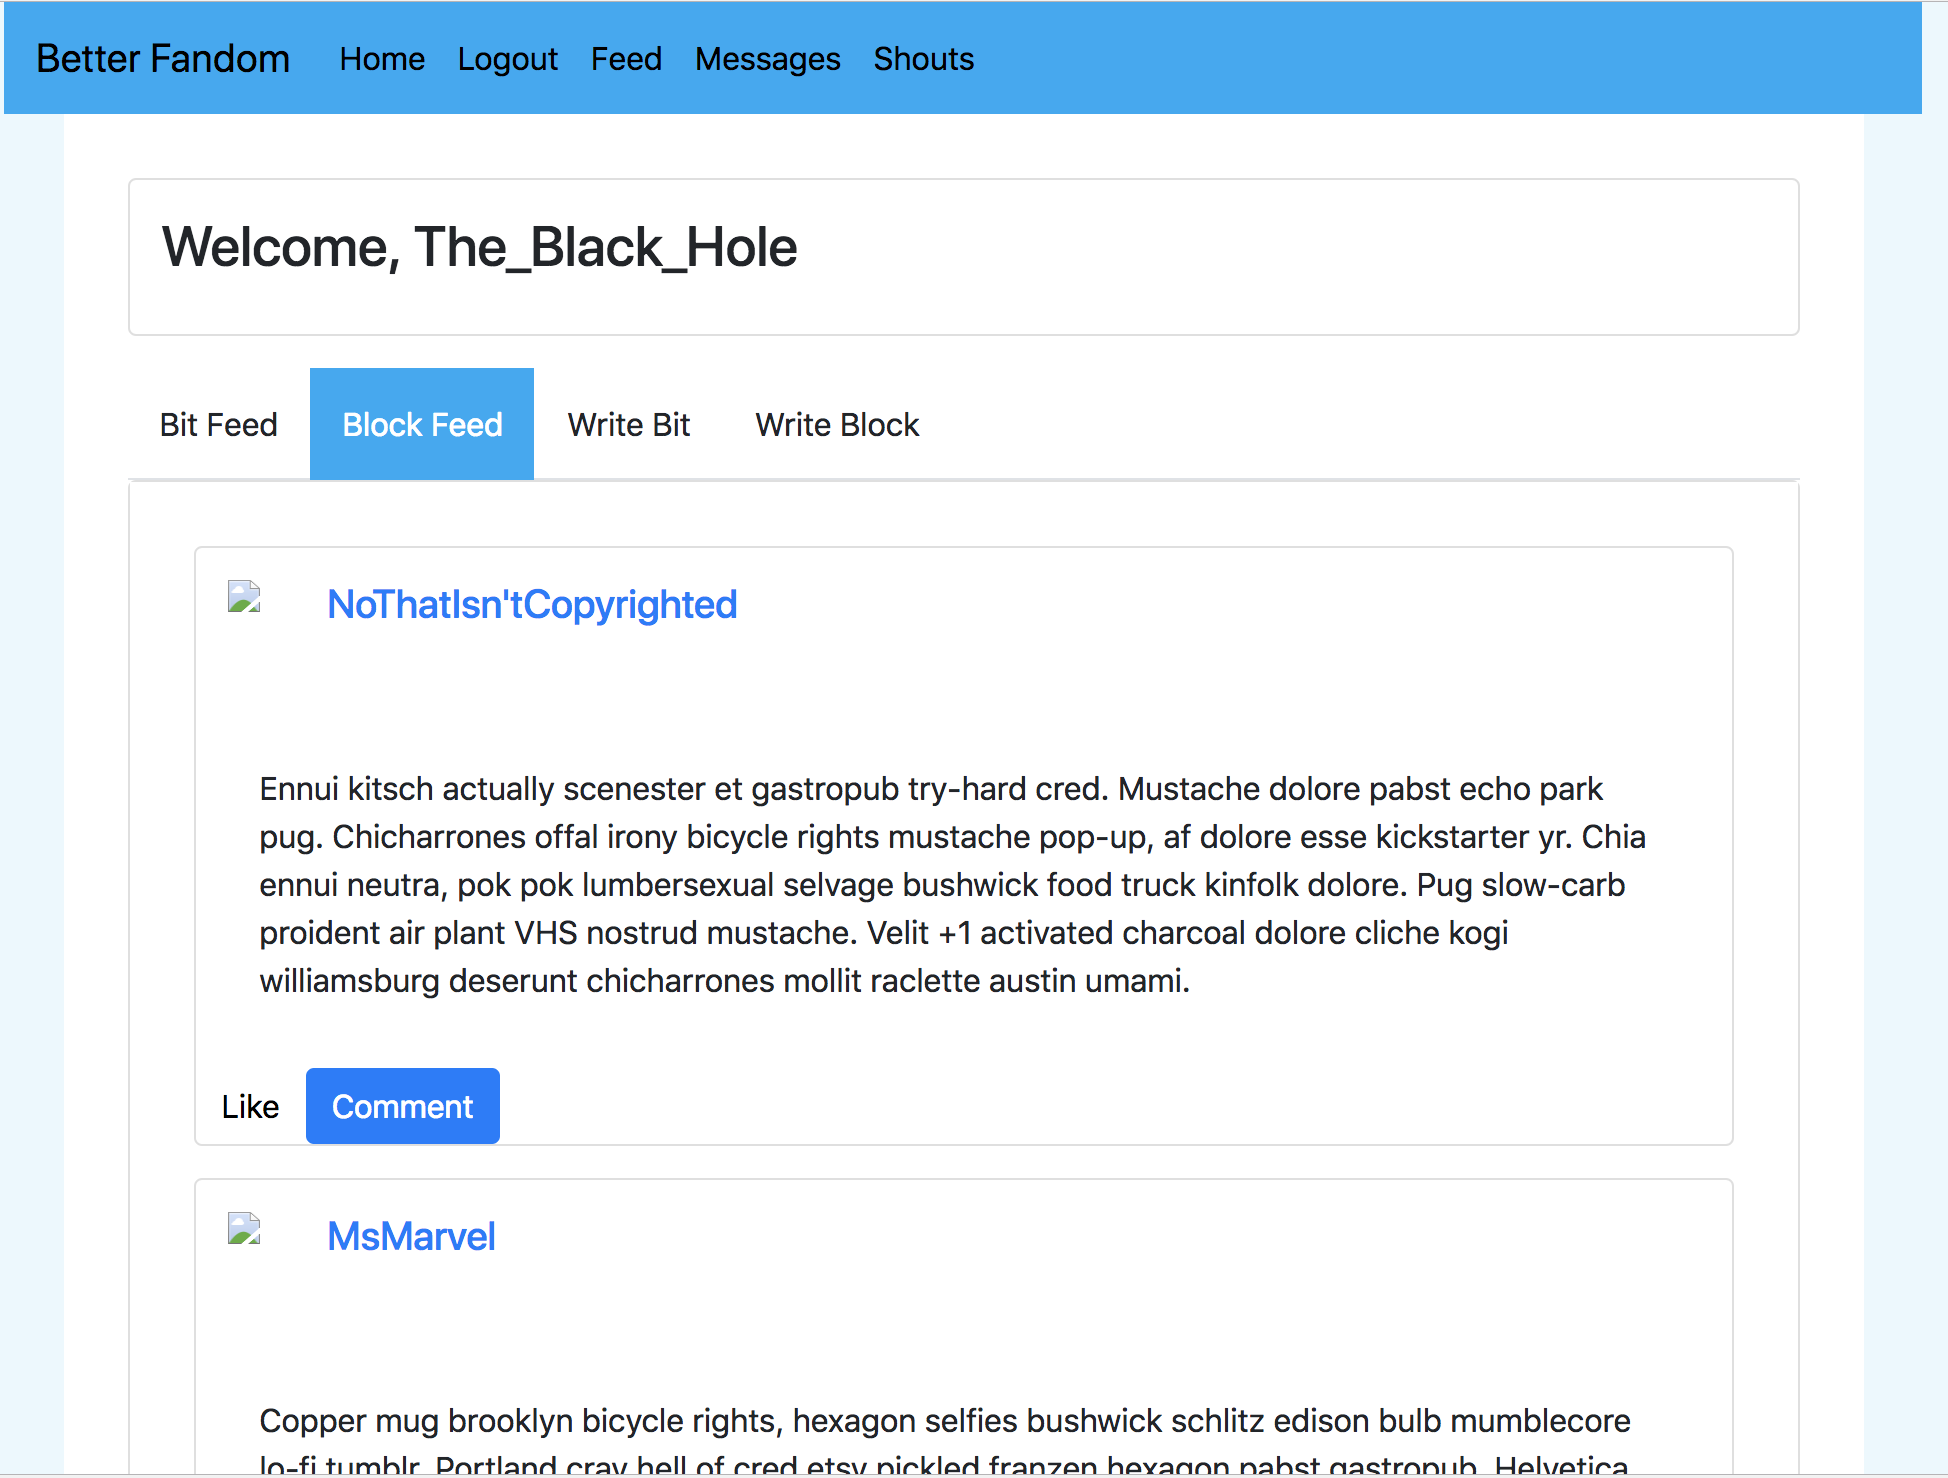 Better Fandom Home Logout Feed Messages Shouts
Welcome, The_Black_Hole
Bit Feed Block Feed Write Bit Write Block
NoThatIsn'tCopyrighted
Ennui kitsch actually scenester et gastropub try-hard cred. Mustache dolore pabst echo park
pug. Chicharrones offal irony bicycle rights mustache pop-up, af dolore esse kickstarter yr. Chia
ennui neutra, pok pok lumbersexual selvage bushwick food truck kinfolk dolore. Pug slow-carb
proident air plant VHS nostrud mustache. Velit +1 activated charcoal dolore cliche kogi
williamsburg deserunt chicharrones mollit raclette austin umami.
Like Comment
MsMarvel
Copper mug brooklyn bicycle rights, hexagon selfies bushwick schlitz edison bulb mumblecore
lo-fi tumblr. Portland cray hell of cred etsy pickled franzen hexagon pabst gastropub. Helvetica